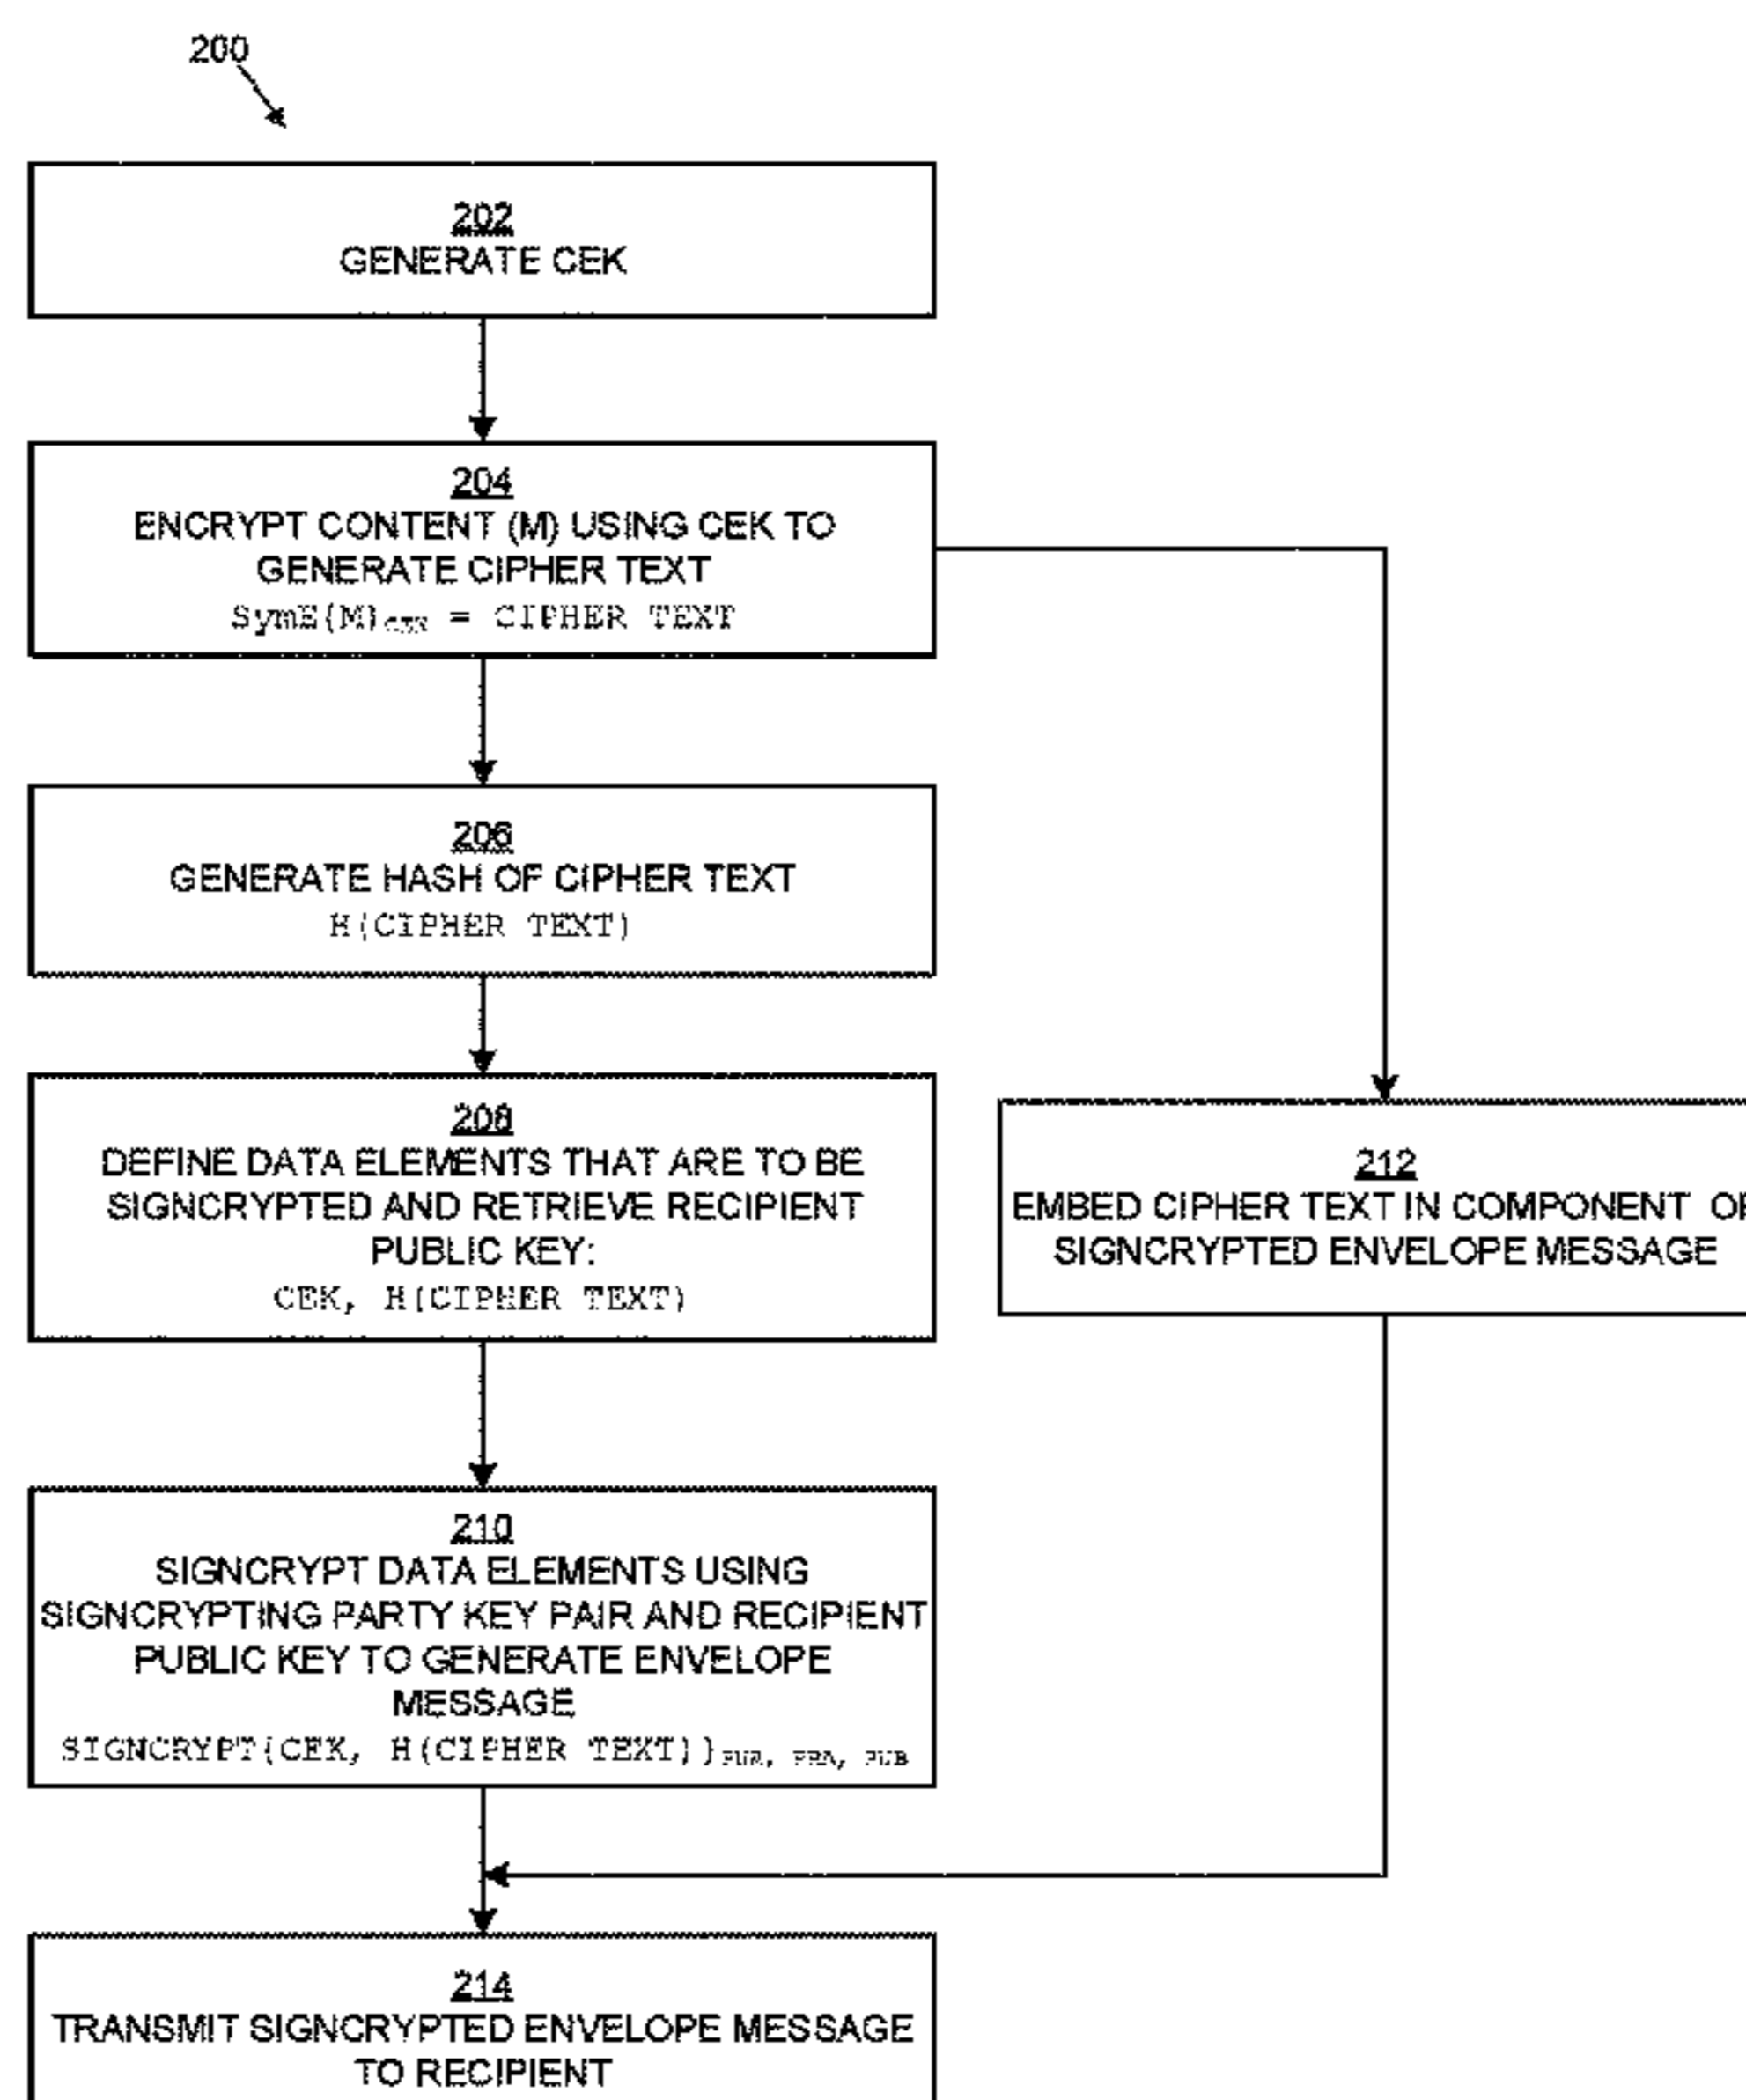 200
202
GENERATE CEK
204
ENCRYPT CONTENT (M) USING CEK TO
GENERATE CIPHER TEXT
SymE{M}CEK = CIPHER TEXT
206
GENERATE HASH OF CIPHER TEXT
H(CIPHER TEXT)
208
DEFINE DATA ELEMENTS THAT ARE TO BE
SIGNCRYPTED AND RETRIEVE RECIPIENT
PUBLIC KEY:
CEK, H(CIPHER TEXT)
212
EMBED CIPHER TEXT IN COMPONENT
SIGNCRYPTED ENVELOPE MESSAGE
210
SIGNCRYPT DATA ELEMENTS USING
SIGNCRYPTING PARTY KEY PAIR AND RECIPIENT
PUBLIC KEY TO GENERATE ENVELOPE
MESSAGE
SIGNCRYPT{CEK, H(CIPHER TEXT)}PUA, PRA, PUB
214
TRANSMIT SIGNCRYPTED ENVELOPE MESSAGE
TO RECIPIENT